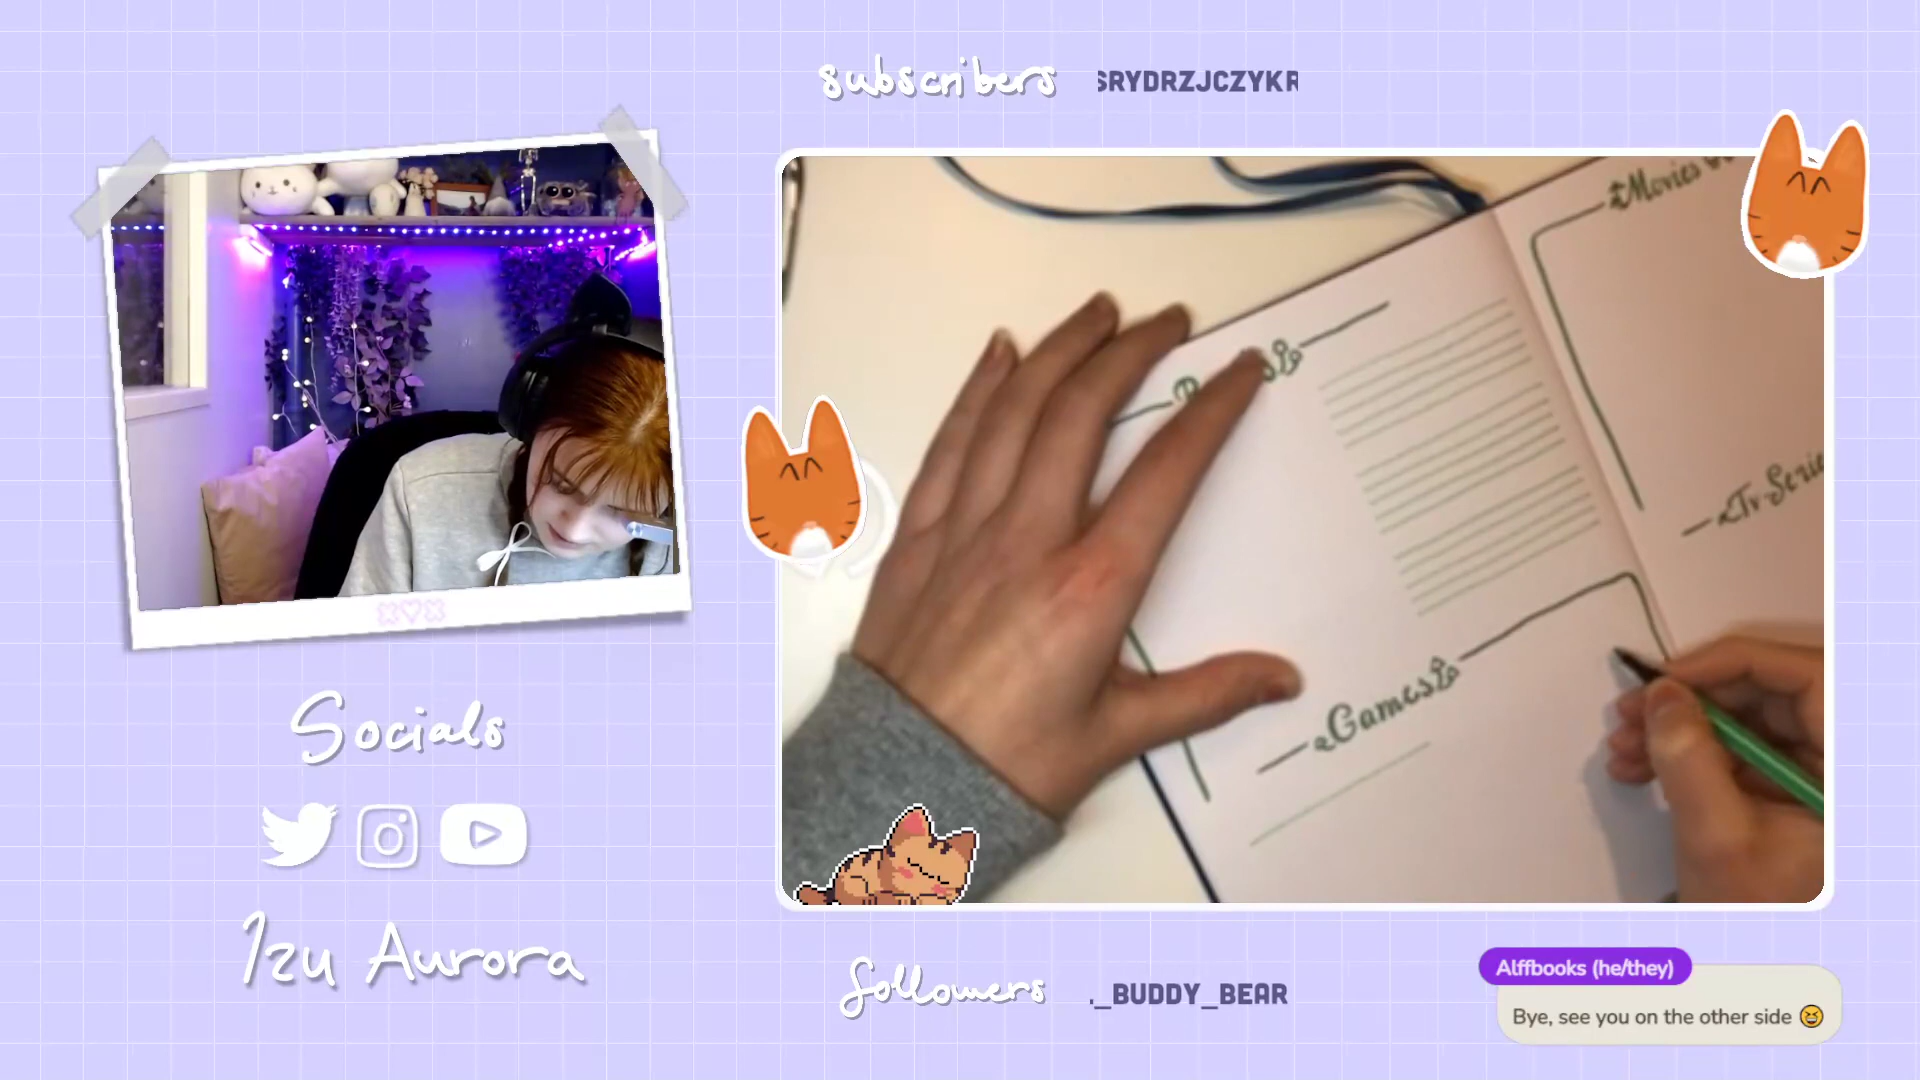 subscribers SRYDRZJCZYKR
Movies
Tv Serie
Games
Socials
Izu Aurora
followers ._BUDDY_BEAR
Alffbooks (he/they)
Bye, see you on the other side 😆